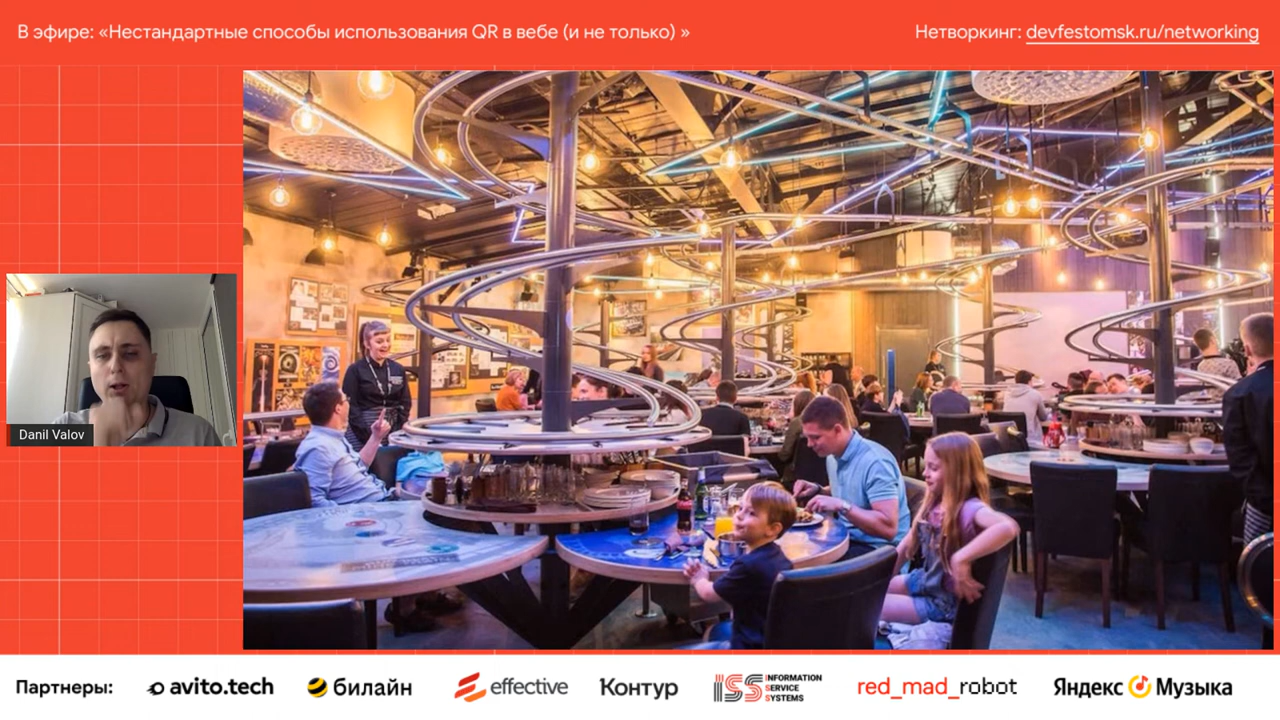 В эфире: «Нестандартные способы использования QR в вебе (и не только) »
Нетворкинг: devfestomsk.ru/networking
Danil Valov
Партнеры:
avito.tech
билайн
effective
Контур
ISS INFORMATION SERVICE SYSTEMS
red_mad_robot
Яндекс Музыка